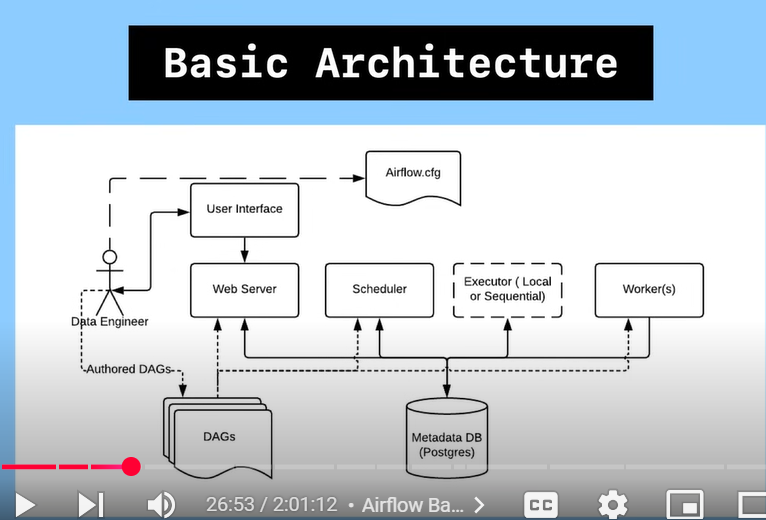 Basic Architecture
Airflow.cfg
User Interface
Web Server
Scheduler
Executor ( Local
or Sequential)
Worker(s)
Data Engineer
Authored DAGs
DAGs
Metadata DB
(Postgres)
26:53 / 2:01:12 • Airflow Ba...
CC